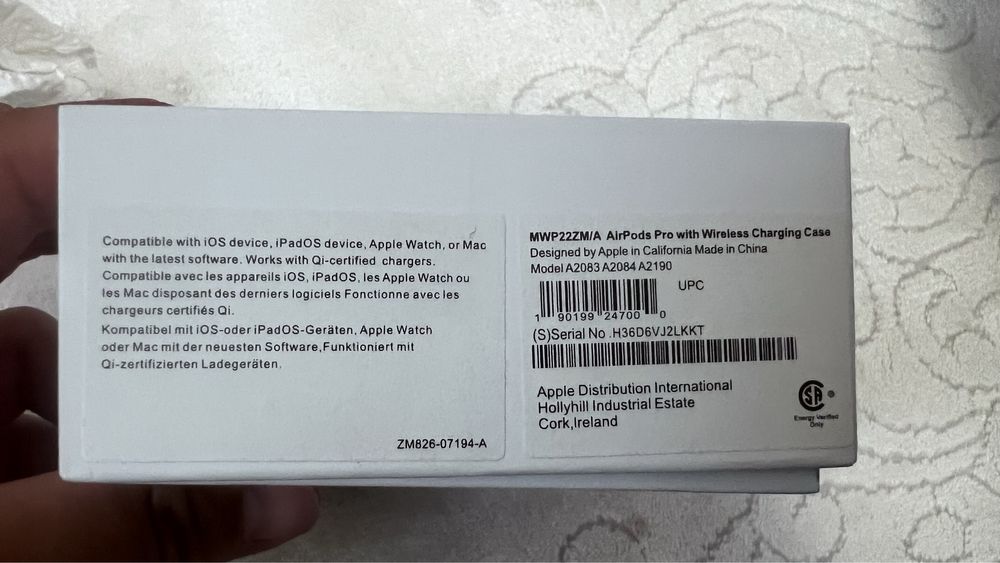 Compatible with iOS device, iPadOS device, Apple Watch, or Mac
with the latest software. Works with Qi-certified chargers.
Compatible avec les appareils iOS, iPadOS, les Apple Watch ou
les Mac disposant des derniers logiciels Fonctionne avec les
chargeurs certifiés Qi.
Kompatibel mit iOS-oder iPadOS-Geräten, Apple Watch
oder Mac mit der neuesten Software,Funktioniert mit
Qi-zertifizierten Ladegeräten.
ZM826-07194-A
MWP22ZM/A AirPods Pro with Wireless Charging Case
Designed by Apple in California Made in China
Model A2083 A2084 A2190
UPC
1 90199 24700 0
(S)Serial No .H36D6VJ2LKKT
Apple Distribution International
Hollyhill Industrial Estate
Cork,Ireland
SA ®
Energy Verified
Only